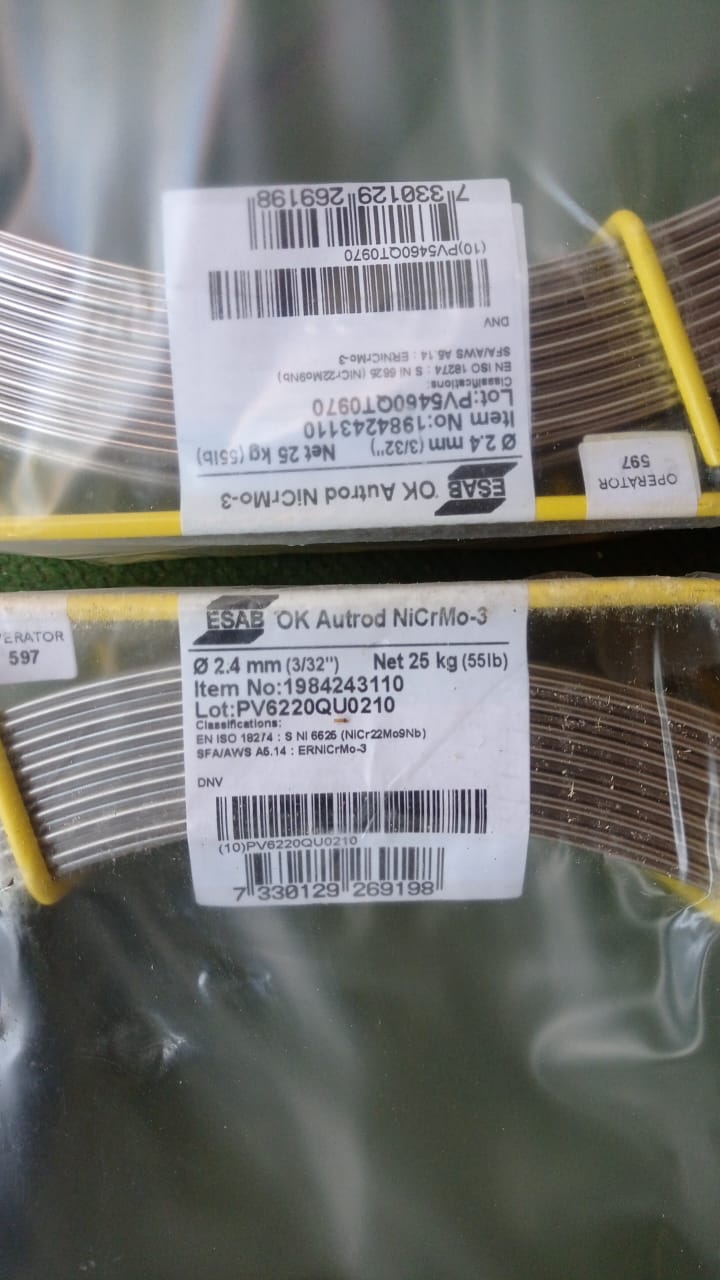 ESAB OK Autrod NiCrMo-3
Ø 2.4 mm (3/32") Net 25 kg (55lb)
Item No:1984243110
Lot:PV5460QT0970
Classifications:
EN ISO 18274 : S NI 6625 (NiCr22Mo9Nb)
SFA/AWS A5.14 : ERNiCrMo-3
DNV
(10)PV5460QT0970
7 330129 269198
OPERATOR
597
ESAB OK Autrod NiCrMo-3
Ø 2.4 mm (3/32") Net 25 kg (55lb)
Item No:1984243110
Lot:PV6220QU0210
Classifications:
EN ISO 18274 : S NI 6625 (NiCr22Mo9Nb)
SFA/AWS A5.14 : ERNiCrMo-3
DNV
(10)PV6220QU0210
7 330129 269198
ERATOR
597